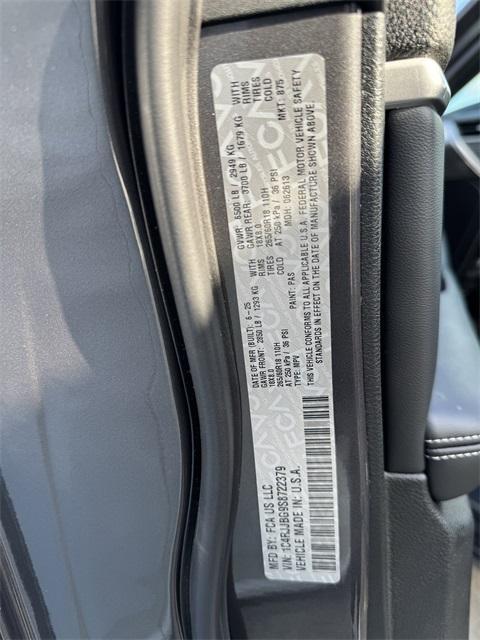 MFD BY: FCA US LLC
DATE OF MFR (BUILT): 6-25
GVWR: 6500 LB / 2949 KG
GAWR FRONT: 2850 LB / 1293 KG
WITH
GAWR REAR: 3700 LB / 1679 KG
WITH
18X8.0
RIMS
18X8.0
RIMS
265/60R18 110H
TIRES
265/60R18 110H
TIRES
AT 250 kPa / 36 PSI
COLD
AT 250 kPa / 36 PSI
COLD
VIN: 1C4RJJBG9S8722379
TYPE: MPV
PAINT: PAS
MDH: 062613
MKT: 875
VEHICLE MADE IN: U.S.A.
THIS VEHICLE CONFORMS TO ALL APPLICABLE U.S.A. FEDERAL MOTOR VEHICLE SAFETY
STANDARDS IN EFFECT ON THE DATE OF MANUFACTURE SHOWN ABOVE.